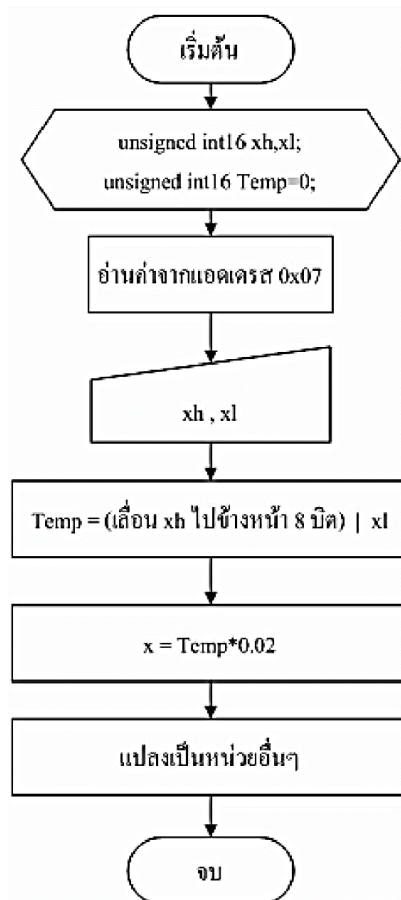 เริ่มต้น
unsigned int16 xh,xl;
unsigned int16 Temp=0;
อ่านค่าจากแอดเดรส 0x07
xh , xl
Temp = (เลื่อน xh ไปข้างหน้า 8 บิต) | xl
x = Temp*0.02
แปลงเป็นหน่วยอื่นๆ
จบ